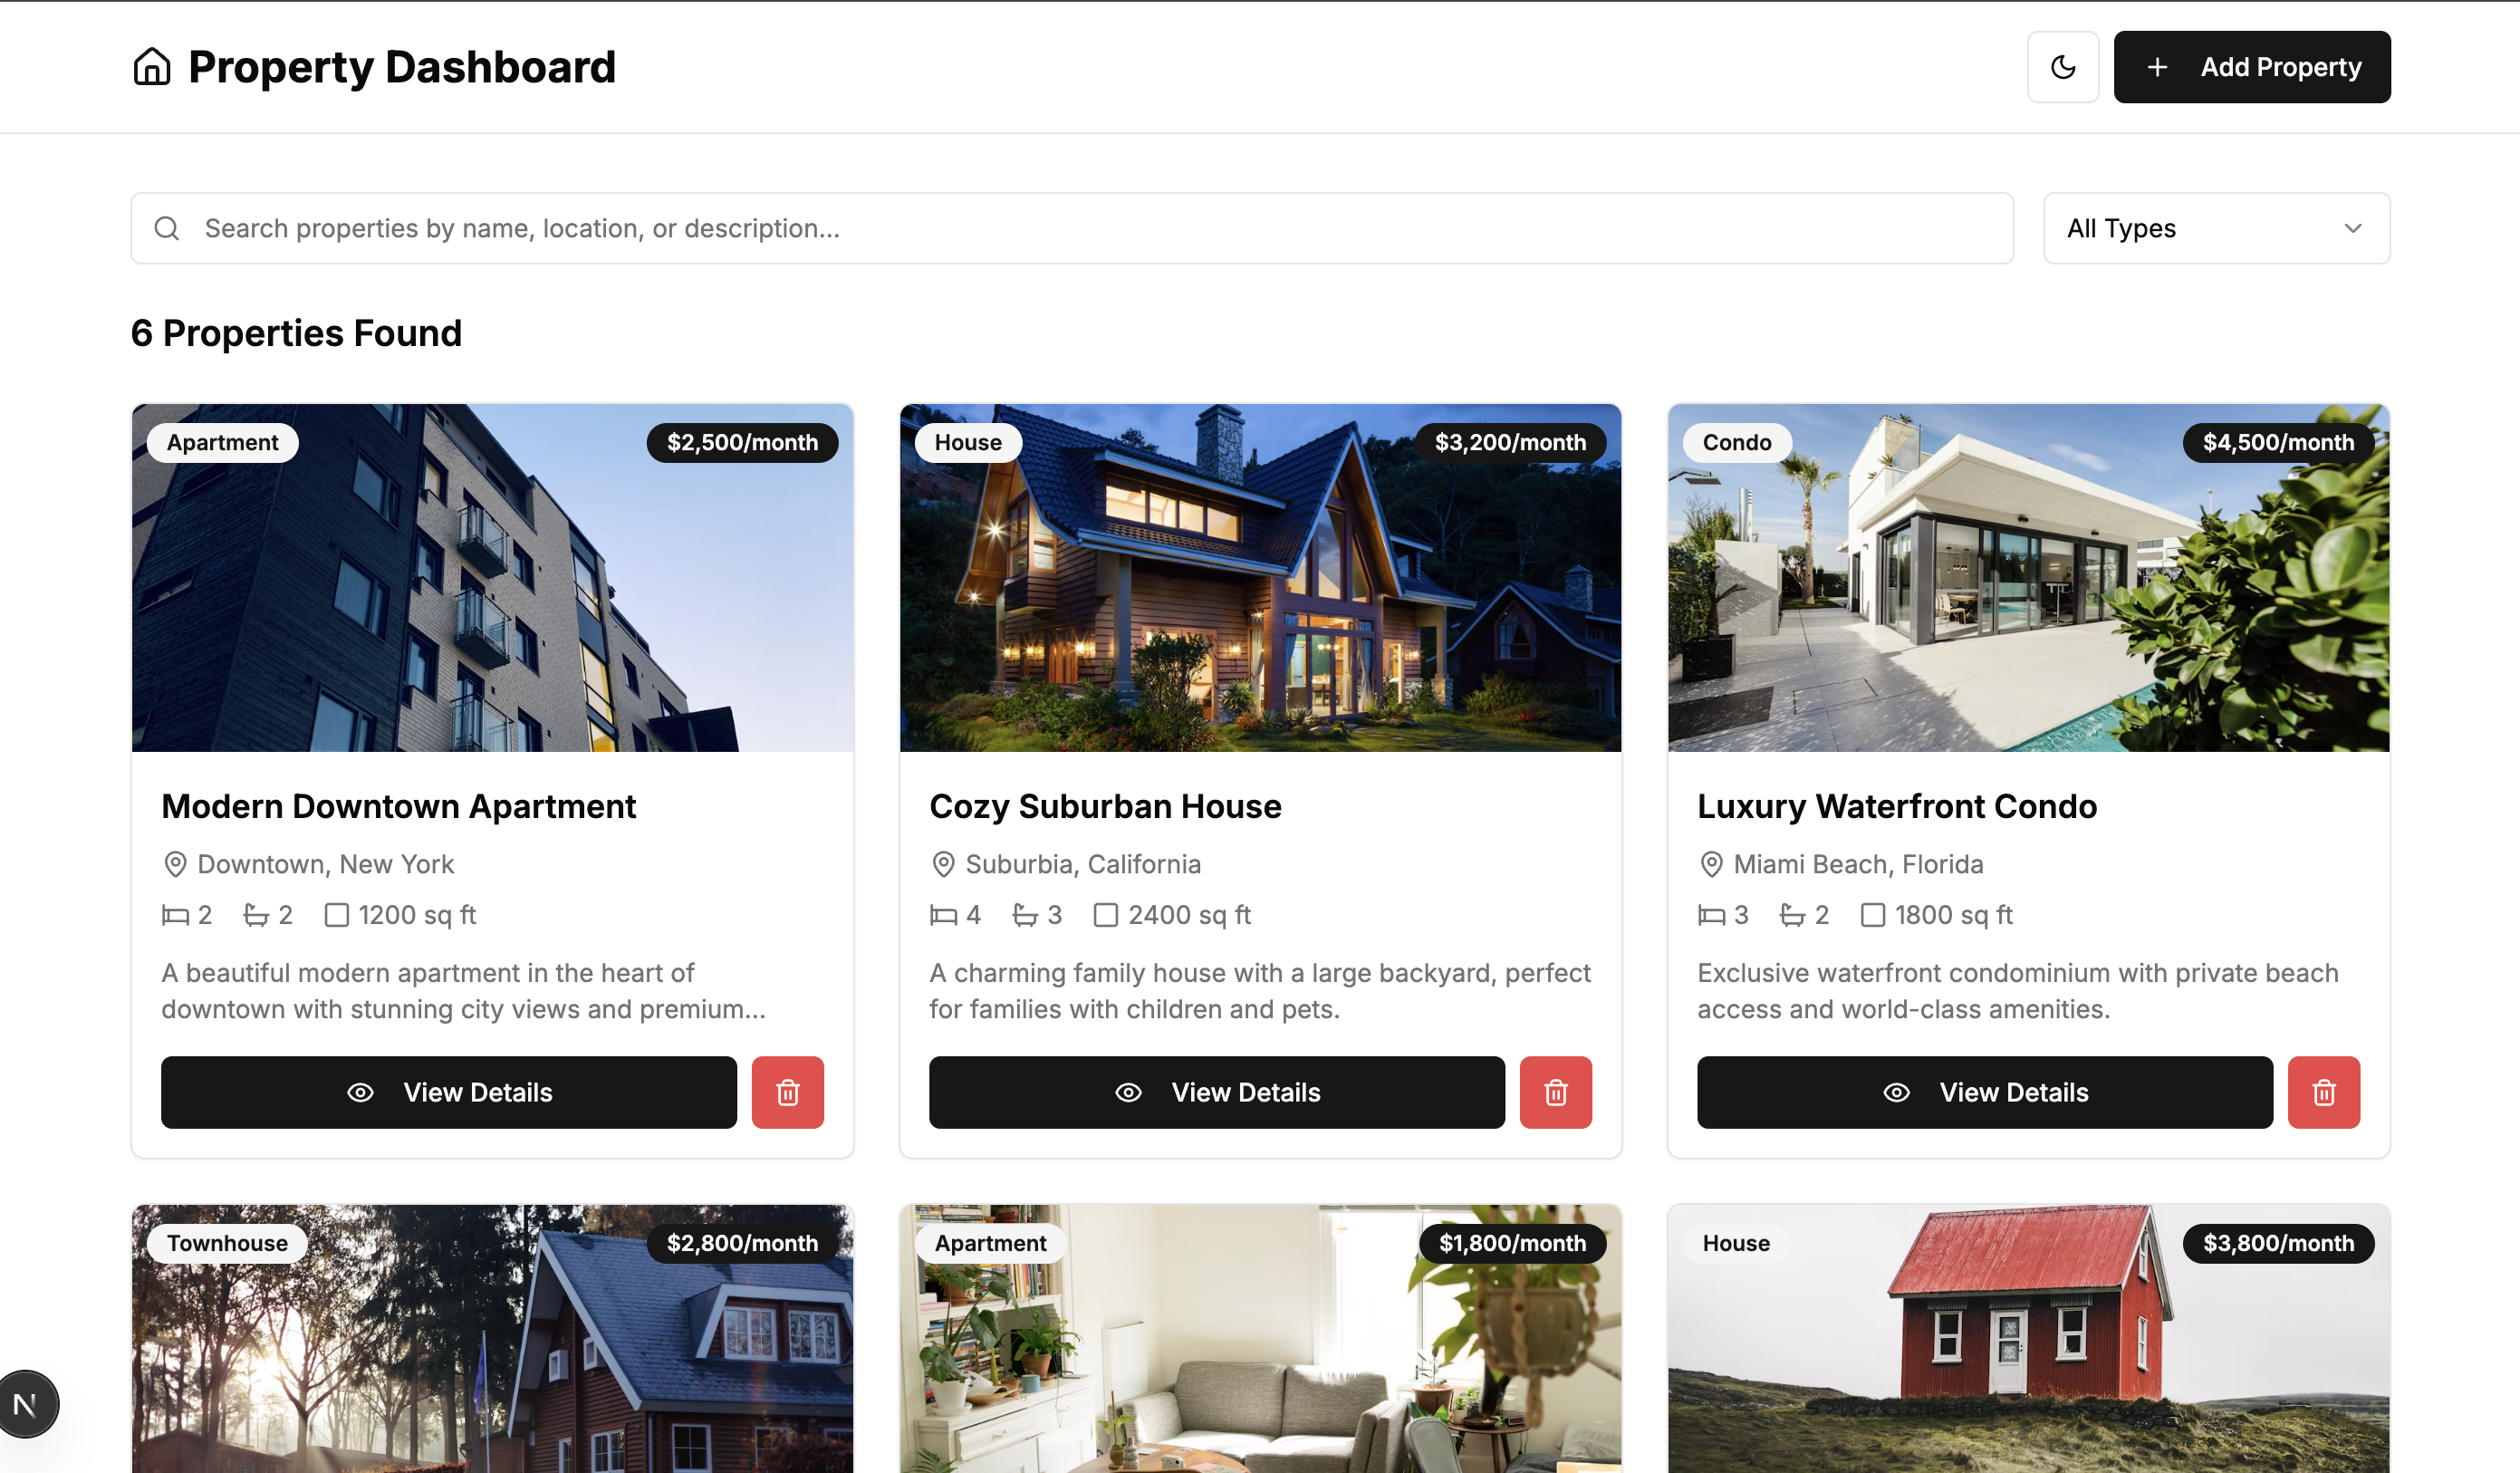 Property Dashboard
Add Property
Search properties by name, location, or description...
All Types
6 Properties Found
Apartment
$2,500/month
House
$3,200/month
Condo
$4,500/month
Modern Downtown Apartment
Downtown, New York
2 2 1200 sq ft
A beautiful modern apartment in the heart of
downtown with stunning city views and premium...
View Details
Cozy Suburban House
Suburbia, California
4 3 2400 sq ft
A charming family house with a large backyard, perfect
for families with children and pets.
View Details
Luxury Waterfront Condo
Miami Beach, Florida
3 2 1800 sq ft
Exclusive waterfront condominium with private beach
access and world-class amenities.
View Details
Townhouse
$2,800/month
Apartment
$1,800/month
House
$3,800/month
N